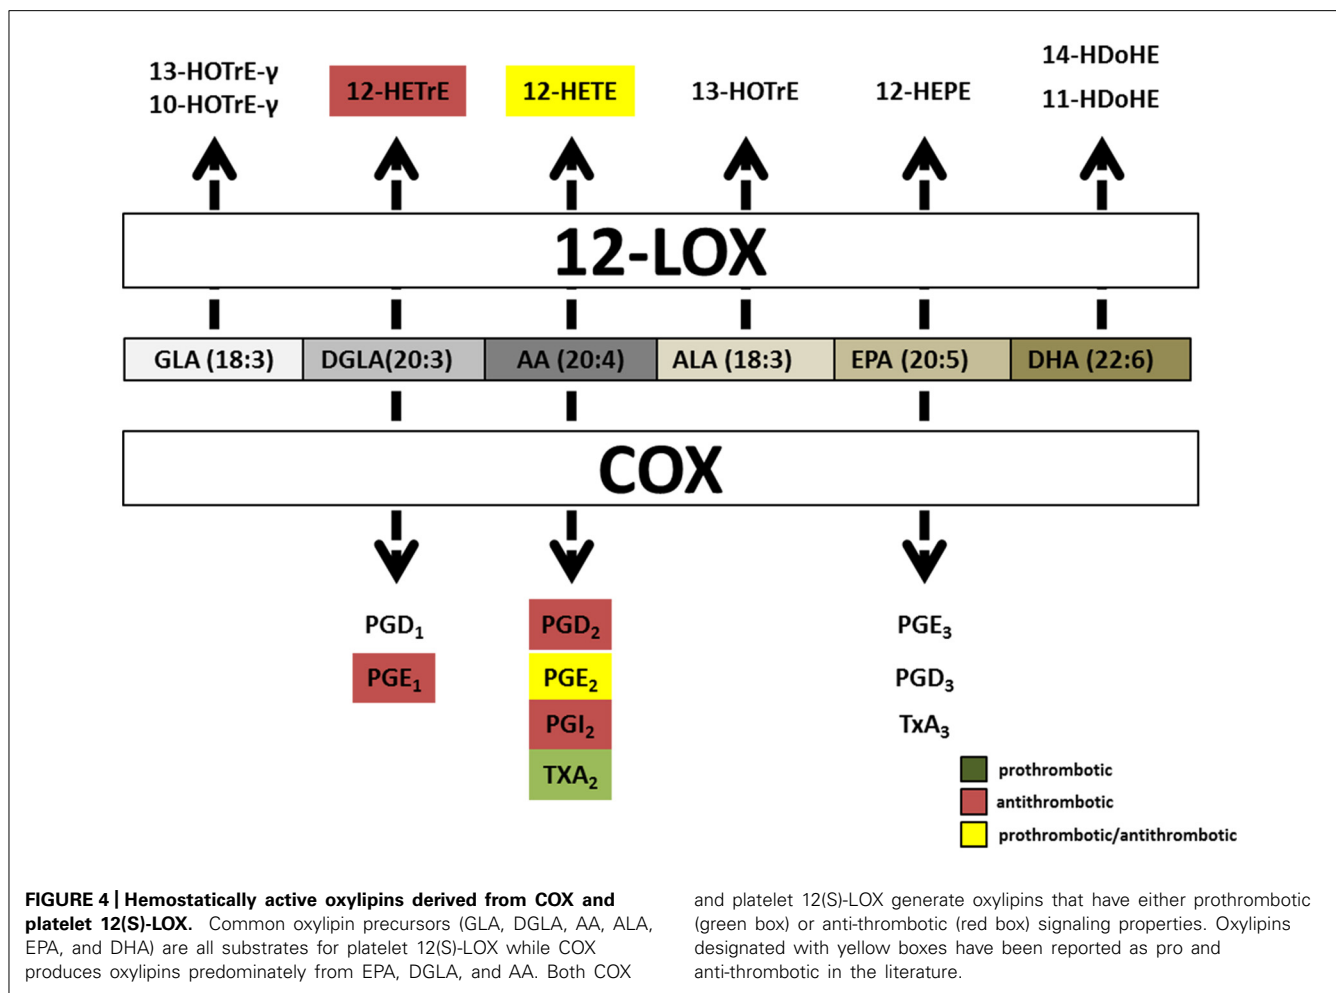 13-HOTrE-γ
10-HOTrE-γ
12-HETrE
12-HETE
13-HOTrE
12-HEPE
14-HDoHE
11-HDoHE
12-LOX
GLA (18:3)
DGLA(20:3)
AA (20:4)
ALA (18:3)
EPA (20:5)
DHA (22:6)
COX
PGD₁
PGE₁
PGD₂
PGE₂
PGI₂
TXA₂
PGE₃
PGD₃
TxA₃
prothrombotic
antithrombotic
prothrombotic/antithrombotic
FIGURE 4 | Hemostatically active oxylipins derived from COX and
platelet 12(S)-LOX. Common oxylipin precursors (GLA, DGLA, AA, ALA,
EPA, and DHA) are all substrates for platelet 12(S)-LOX while COX
produces oxylipins predominately from EPA, DGLA, and AA. Both COX
and platelet 12(S)-LOX generate oxylipins that have either prothrombotic
(green box) or anti-thrombotic (red box) signaling properties. Oxylipins
designated with yellow boxes have been reported as pro and
anti-thrombotic in the literature.